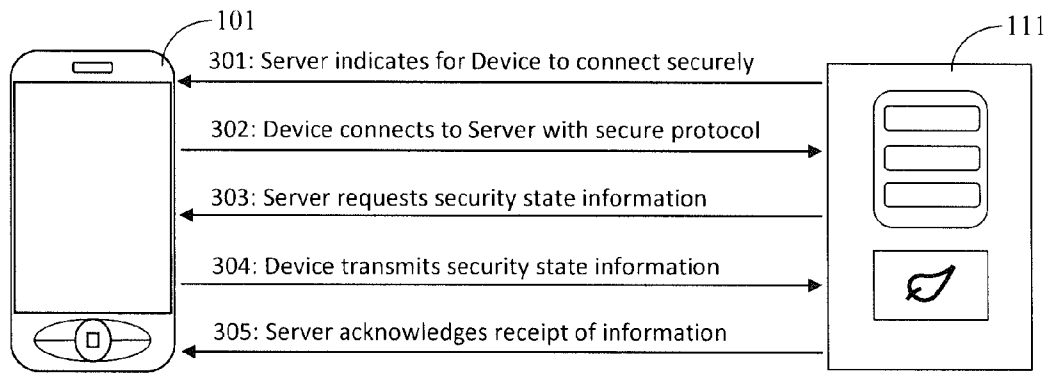 101
111
301: Server indicates for Device to connect securely
302: Device connects to Server with secure protocol
303: Server requests security state information
304: Device transmits security state information
305: Server acknowledges receipt of information